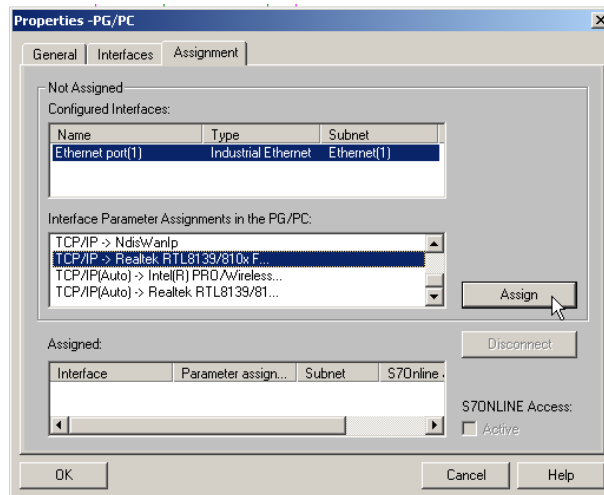 Properties -PG/PC
General Interfaces Assignment
Not Assigned
Configured Interfaces:
Name Type Subnet
Ethernet port(1) Industrial Ethernet Ethernet(1)
Interface Parameter Assignments in the PG/PC:
TCP/IP -> NdisWanIp
TCP/IP -> Realtek RTL8139/810x F...
TCP/IP(Auto) -> Intel(R) PRO/Wireless...
TCP/IP(Auto) -> Realtek RTL8139/81...
Assign
Assigned:
Disconnect
Interface Parameter assign... Subnet S7Online
S7ONLINE Access:
Active
OK Cancel Help